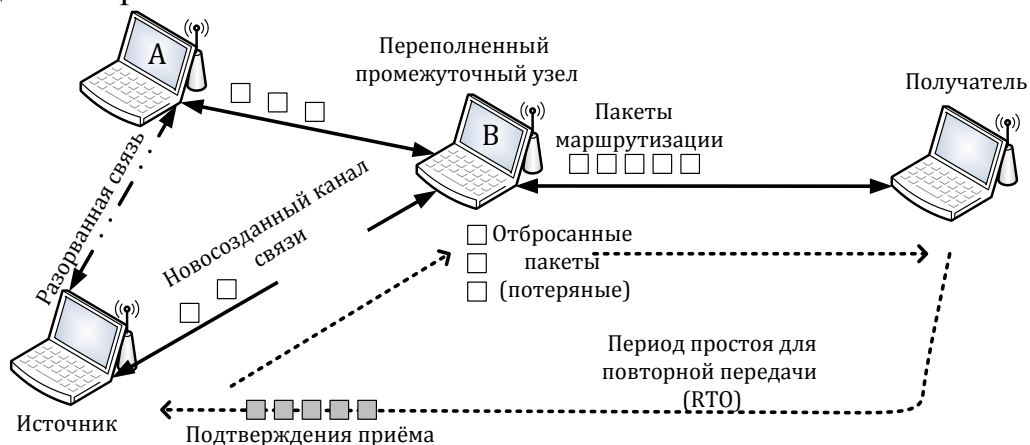 A
Переполненный
промежуточный узел
Получатель
B
Пакеты
маршрутизации
Разорванная связь
Новосозданный канал
связи
Отбросанные
пакеты
(потеряные)
Период простоя для
повторной передачи
(RTO)
Источник
Подтверждения приёма